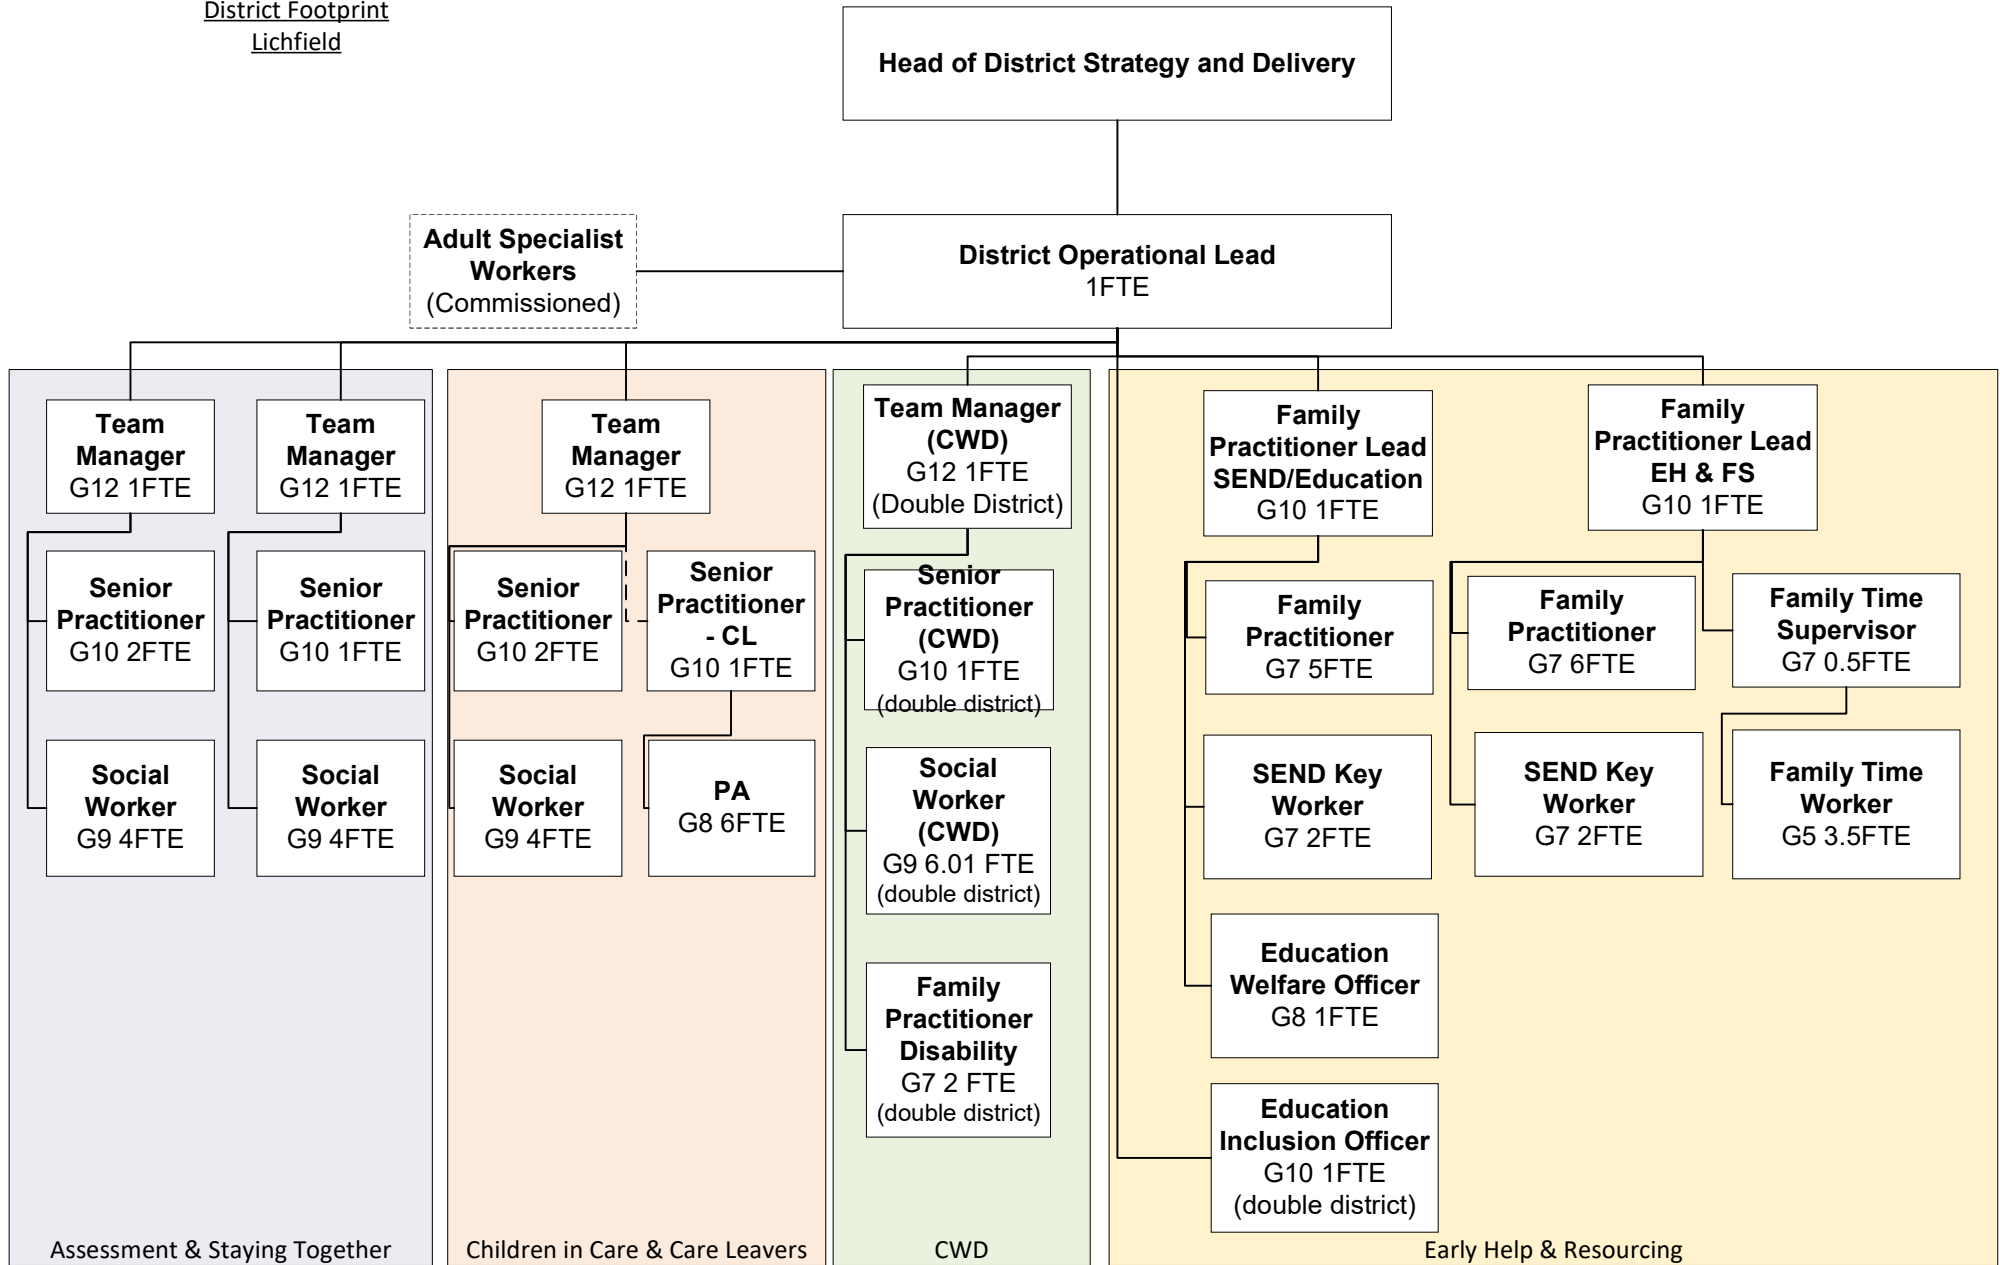 District Footprint
Lichfield
Head of District Strategy and Delivery
Adult Specialist
Workers
(Commissioned)
District Operational Lead
1FTE
Team
Manager
G12 1FTE
Senior
Practitioner
G10 2FTE
Social
Worker
G9 4FTE
Team
Manager
G12 1FTE
Senior
Practitioner
G10 1FTE
Social
Worker
G9 4FTE
Assessment & Staying Together
Team
Manager
G12 1FTE
Senior
Practitioner
G10 2FTE
Social
Worker
G9 4FTE
Senior
Practitioner
- CL
G10 1FTE
PA
G8 6FTE
Children in Care & Care Leavers
Team Manager
(CWD)
G12 1FTE
(Double District)
Senior
Practitioner
(CWD)
G10 1FTE
(double district)
Social
Worker
(CWD)
G9 6.01 FTE
(double district)
Family
Practitioner
Disability
G7 2 FTE
(double district)
CWD
Family
Practitioner Lead
SEND/Education
G10 1FTE
Family
Practitioner
G7 5FTE
SEND Key
Worker
G7 2FTE
Education
Welfare Officer
G8 1FTE
Education
Inclusion Officer
G10 1FTE
(double district)
Family
Practitioner Lead
EH & FS
G10 1FTE
Family
Practitioner
G7 6FTE
SEND Key
Worker
G7 2FTE
Family Time
Supervisor
G7 0.5FTE
Family Time
Worker
G5 3.5FTE
Early Help & Resourcing